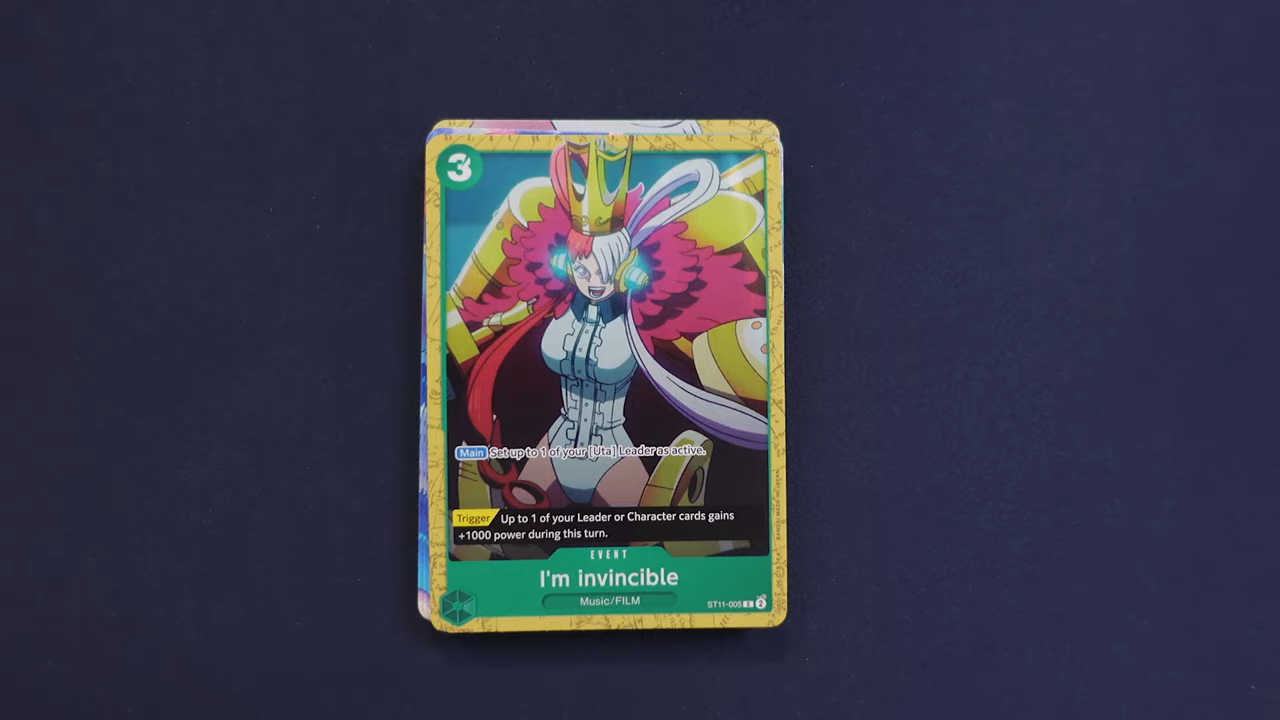 3
Main Set up to 1 of your [Uta] Leader as active.
Trigger Up to 1 of your Leader or Character cards gains
+1000 power during this turn.
EVENT
I'm invincible
Music/FILM
ST11-005 C 2